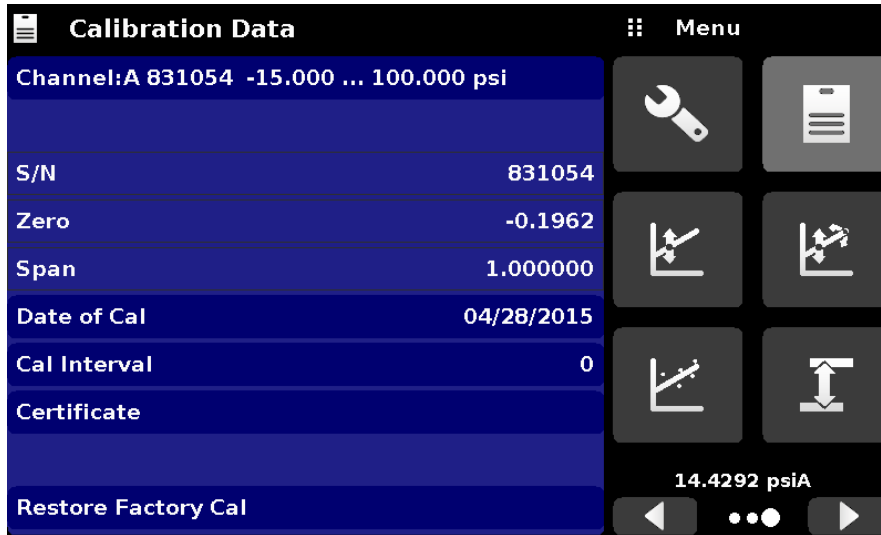 Calibration Data
Menu
Channel:A 831054 -15.000 ... 100.000 psi
S/N 831054
Zero -0.1962
Span 1.000000
Date of Cal 04/28/2015
Cal Interval 0
Certificate
Restore Factory Cal
14.4292 psiA